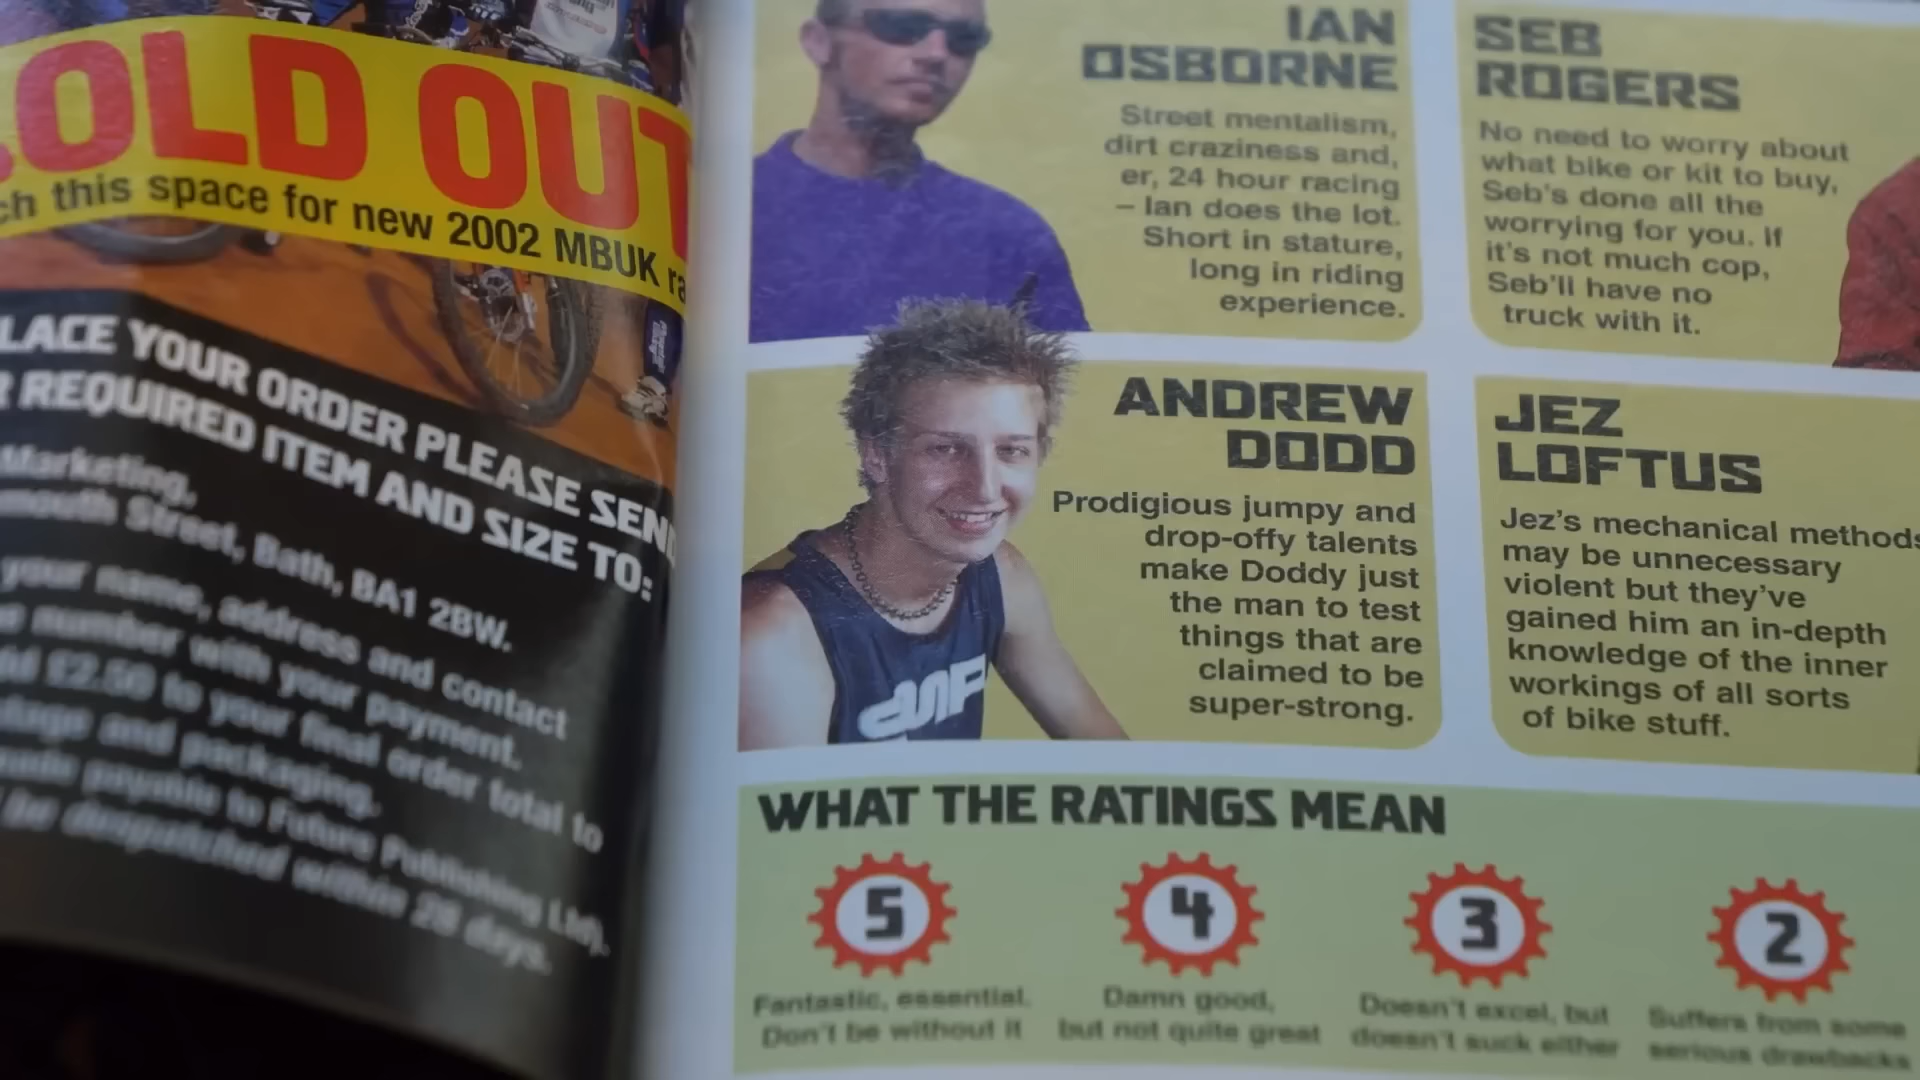 OLD OUT
this space for new 2002 MBUK
LACE YOUR ORDER PLEASE SEND
REQUIRED ITEM AND SIZE TO:
Marketing,
mouth Street, Bath, BA1 2BW.
your name, address and contact
number with your payment.
£2.50 to your final order total to
and packaging.
payable to Future Publishing Ltd.
be despatched within 28 days.
IAN
OSBORNE
Street mentalism,
dirt craziness and,
er, 24 hour racing
– Ian does the lot.
Short in stature,
long in riding
experience.
SEB
ROGERS
No need to worry about
what bike or kit to buy,
Seb's done all the
worrying for you. If
it's not much cop,
Seb'll have no
truck with it.
ANDREW
DODD
Prodigious jumpy and
drop-offy talents
make Doddy just
the man to test
things that are
claimed to be
super-strong.
JEZ
LOFTUS
Jez's mechanical methods
may be unnecessary
violent but they've
gained him an in-depth
knowledge of the inner
workings of all sorts
of bike stuff.
WHAT THE RATINGS MEAN
5
Fantastic, essential.
Don't be without it
4
Damn good,
but not quite great
3
Doesn't excel, but
doesn't suck either
2
Suffers from some
serious drawbacks